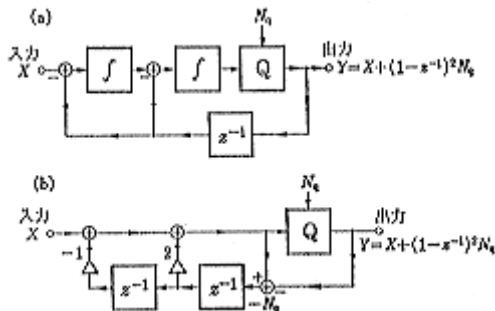 (a)
N_q
入力
X
∫
∫
Q
出力
Y=X+(1−z⁻¹)²N_q
z⁻¹
(b)
N_q
入力
X
−1
2
Q
出力
Y=X+(1−z⁻¹)²N_q
z⁻¹
z⁻¹
+
−
−N_q